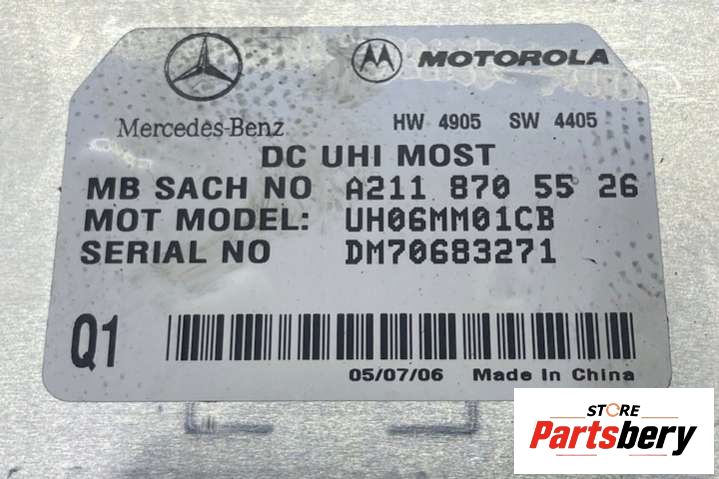 MOTOROLA
Mercedes-Benz HW 4905 SW 4405
DC UHI MOST
MB SACH NO A211 870 55 26
MOT MODEL: UH06MM01CB
SERIAL NO DM70683271
Q1
05/07/06 Made In China
STORE
Partsbery